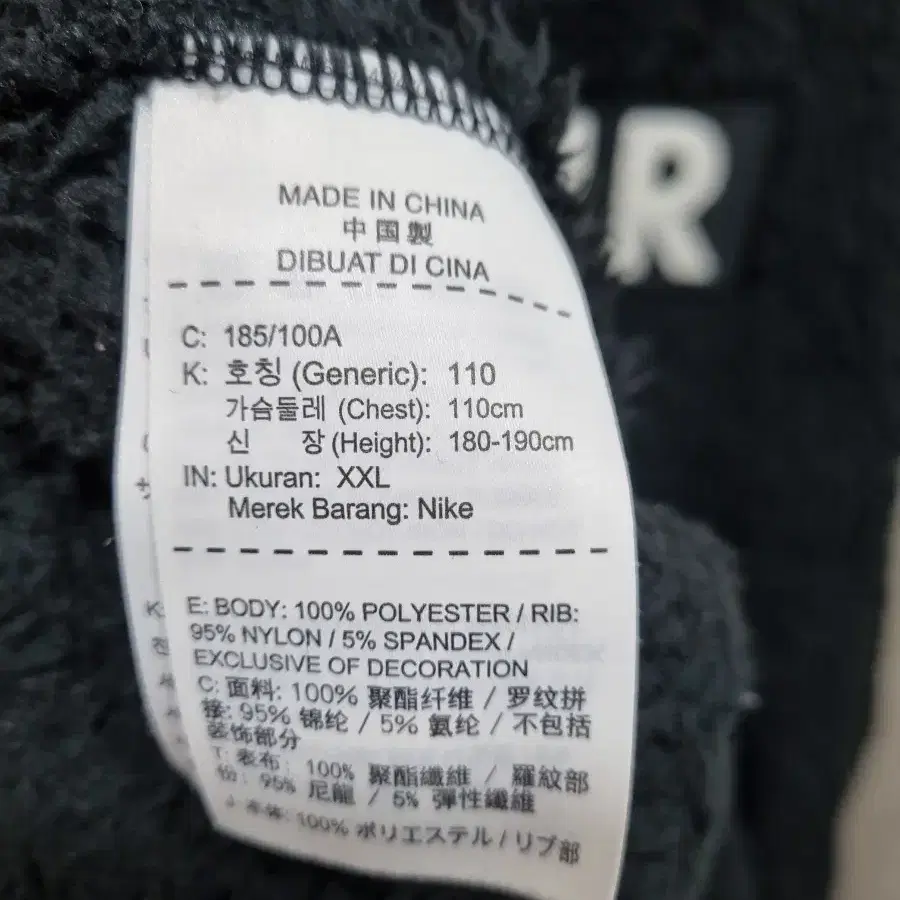 R
MADE IN CHINA
中国製
DIBUAT DI CINA
C: 185/100A
K: 호칭 (Generic): 110
가슴둘레 (Chest): 110cm
신 장 (Height): 180-190cm
IN: Ukuran: XXL
Merek Barang: Nike
E: BODY: 100% POLYESTER / RIB:
95% NYLON / 5% SPANDEX /
EXCLUSIVE OF DECORATION
C: 面料: 100% 聚酯纤维 / 罗纹拼
接: 95% 锦纶 / 5% 氨纶 / 不包括
装饰部分
T: 表布: 100% 聚酯纖維 / 羅紋部
份: 95% 尼龍 / 5% 彈性纖維
J: 本体: 100% ポリエステル / リブ部